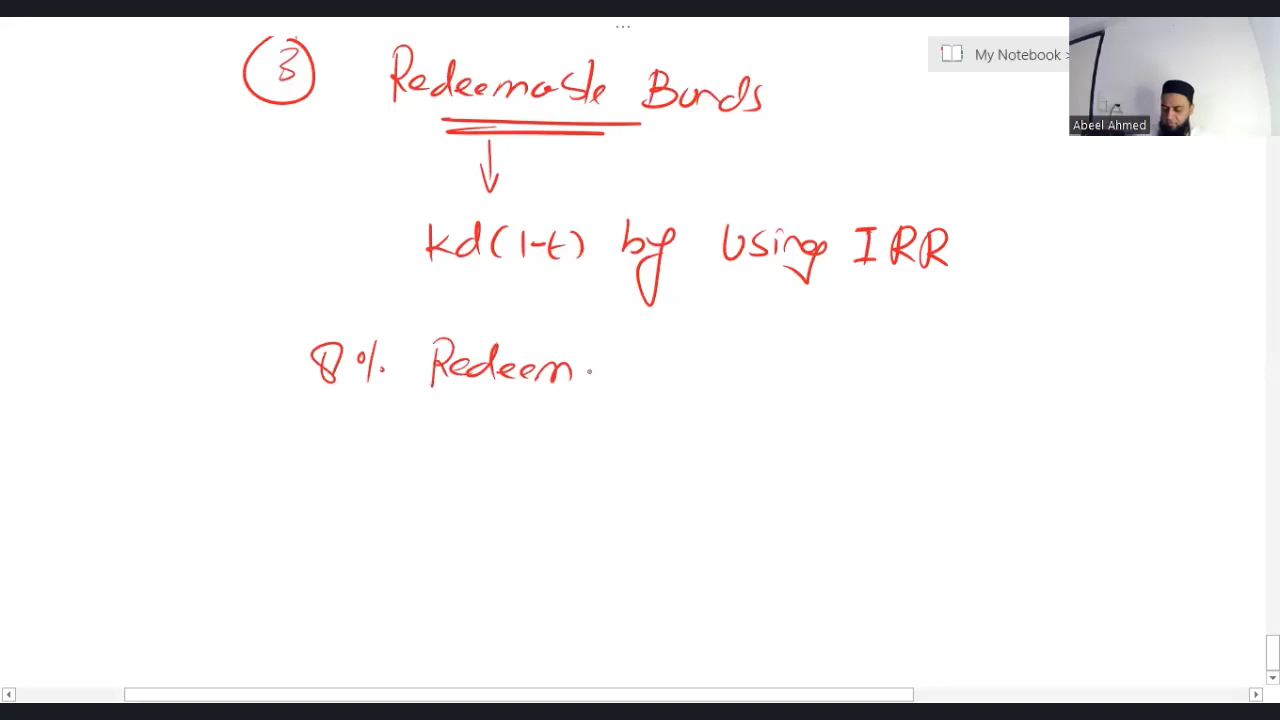 ...
My Notebook >
Abeel Ahmed
3 Redeemable Bonds
kd(1-t) by Using IRR
8% Redeem